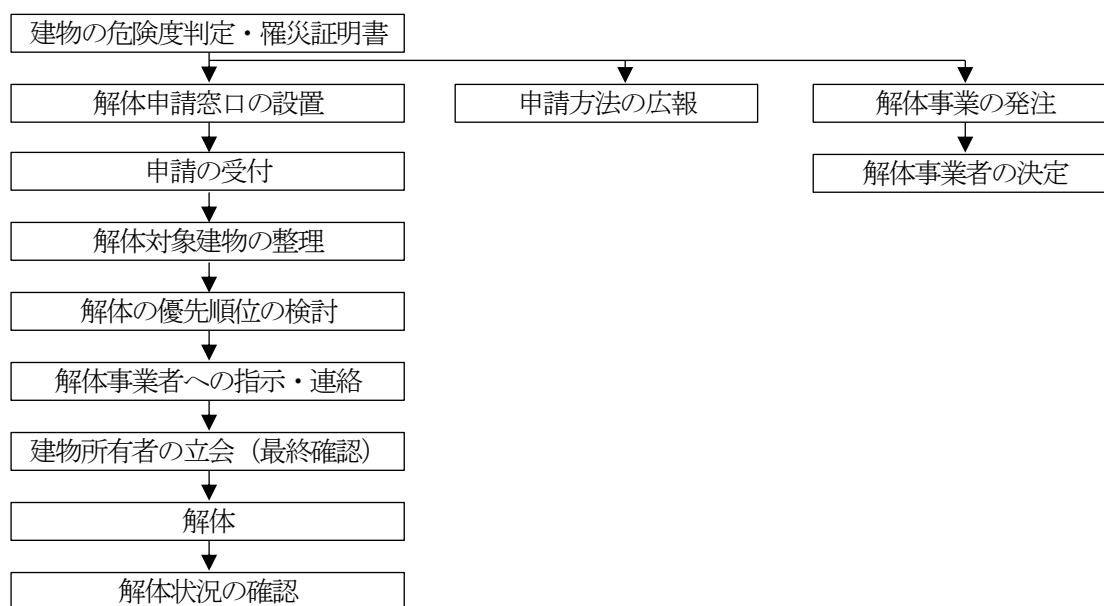 建物の危険度判定・罹災証明書
解体申請窓口の設置
申請方法の広報
解体事業の発注
申請の受付
解体事業者の決定
解体対象建物の整理
解体の優先順位の検討
解体事業者への指示・連絡
建物所有者の立会（最終確認）
解体
解体状況の確認